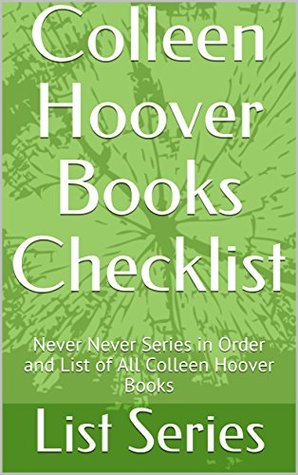 Colleen
Hoover
Books
Checklist
Never Never Series in Order
and List of All Colleen Hoover
Books
List Series